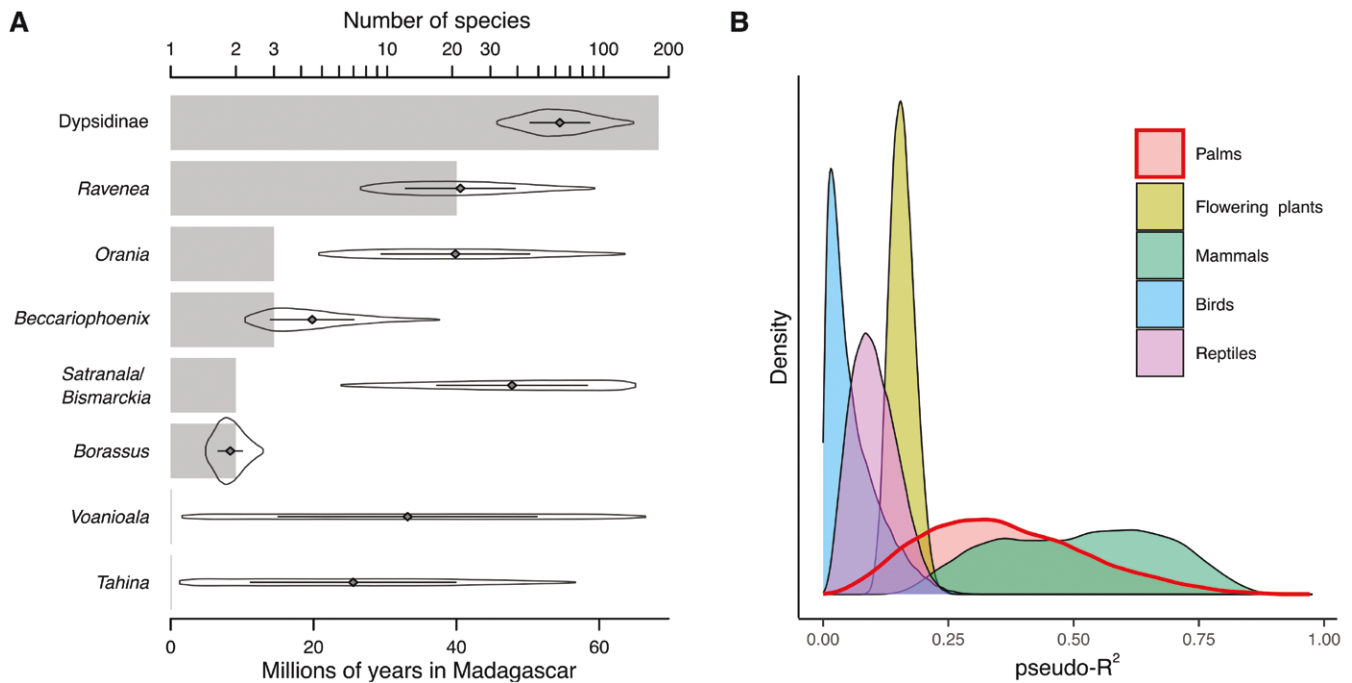 A
Number of species
1 2 3 10 20 30 100 200
Dypsidinae
Ravenea
Orania
Beccariophoenix
Satranala/
Bismarckia
Borassus
Voanioala
Tahina
0 20 40 60
Millions of years in Madagascar
B
Density
Palms
Flowering plants
Mammals
Birds
Reptiles
0.00 0.25 0.50 0.75 1.00
pseudo-R²